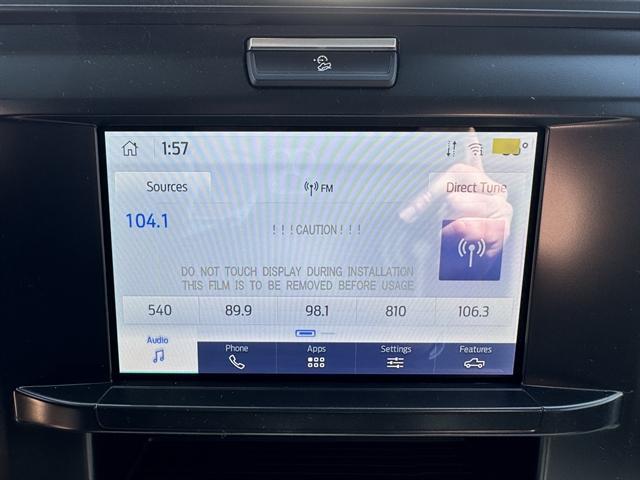 1:57
Sources
FM
Direct Tune
104.1
!!!CAUTION!!!
DO NOT TOUCH DISPLAY DURING INSTALLATION
THIS FILM IS TO BE REMOVED BEFORE USAGE
540 89.9 98.1 810 106.3
Audio Phone Apps Settings Features